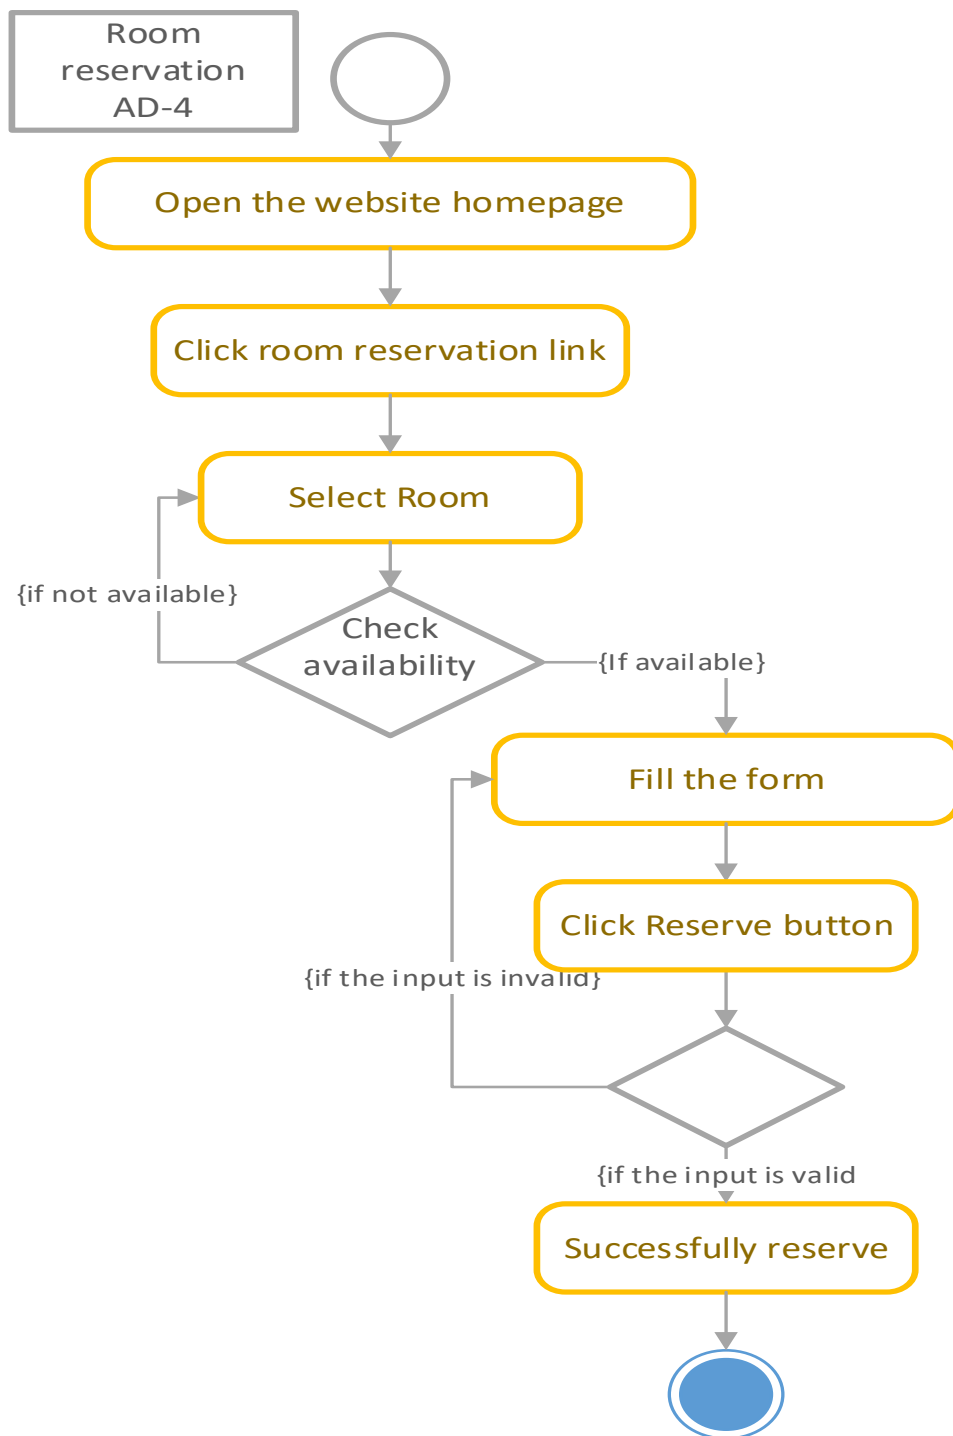 Room
reservation
AD-4
Open the website homepage
Click room reservation link
Select Room
{if not available}
Check
availability
{If available}
Fill the form
Click Reserve button
{if the input is invalid}
{if the input is valid
Successfully reserve